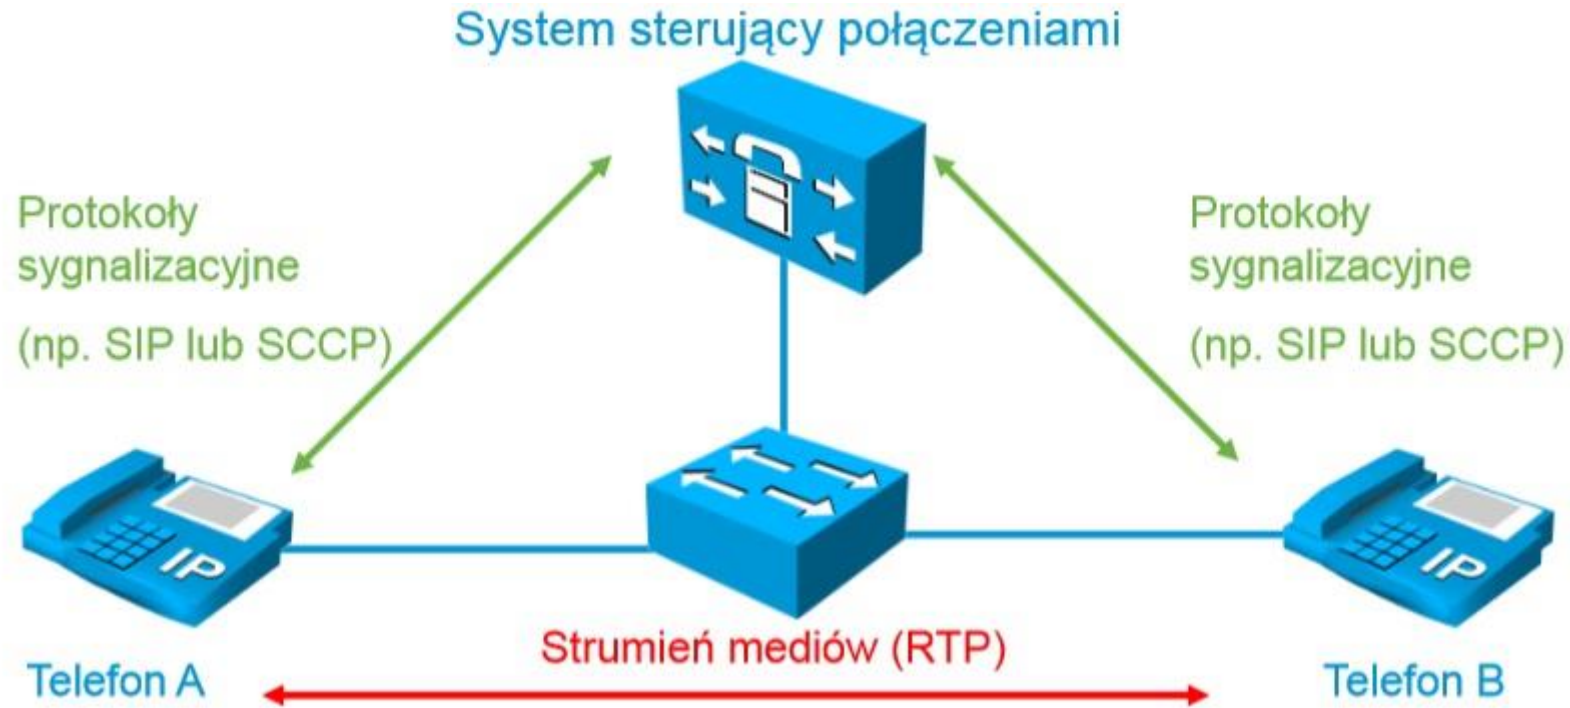 System sterujący połączeniami
Protokoły
sygnalizacyjne
(np. SIP lub SCCP)
Protokoły
sygnalizacyjne
(np. SIP lub SCCP)
IP
IP
Strumień mediów (RTP)
Telefon A
Telefon B